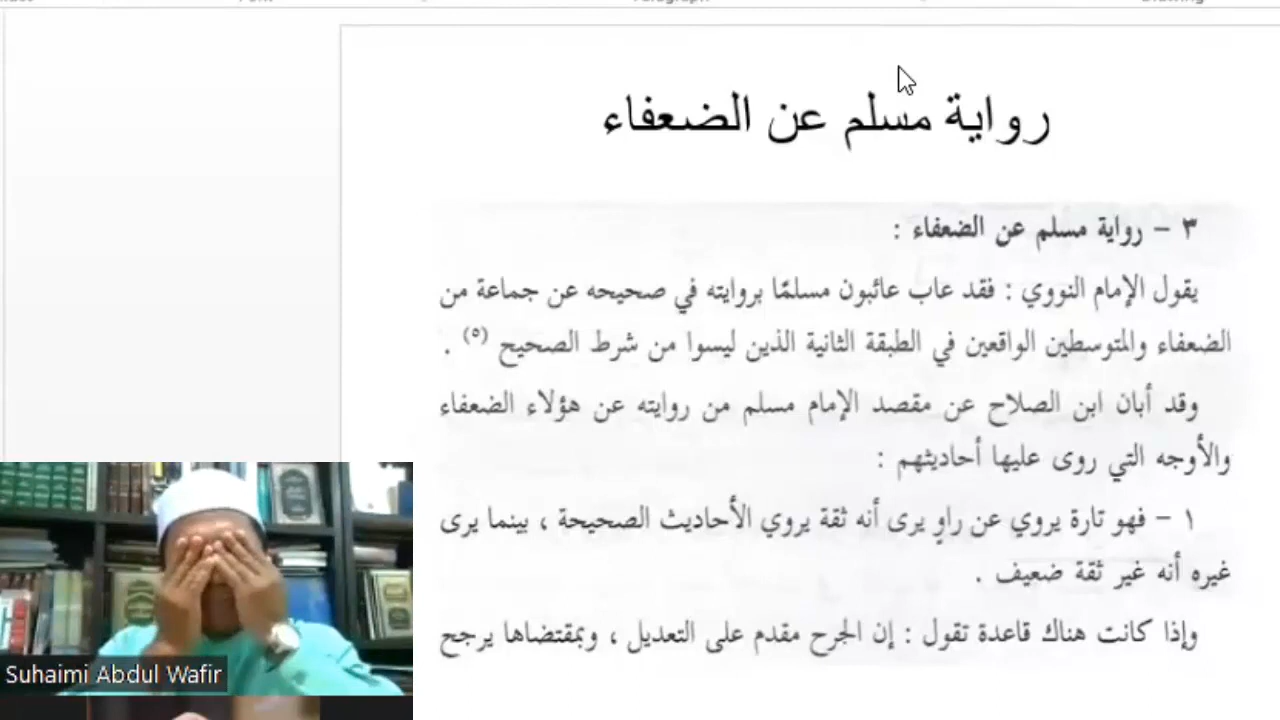 رواية مسلم عن الضعفاء
٣ - رواية مسلم عن الضعفاء :
يقول الإمام النووي : فقد عاب عائبون مسلمًا بروايته في صحيحه عن جماعة من
الضعفاء والمتوسطين الواقعين في الطبقة الثانية الذين ليسوا من شرط الصحيح (٥) .
وقد أبان ابن الصلاح عن مقصد الإمام مسلم من روايته عن هؤلاء الضعفاء
والأوجه التي روى عليها أحاديثهم :
١ - فهو تارة يروي عن راوٍ يرى أنه ثقة يروي الأحاديث الصحيحة ، بينما يرى
غيره أنه غير ثقة ضعيف .
وإذا كانت هناك قاعدة تقول : إن الجرح مقدم على التعديل ، وبمقتضاها يرجح
Suhaimi Abdul Wafir